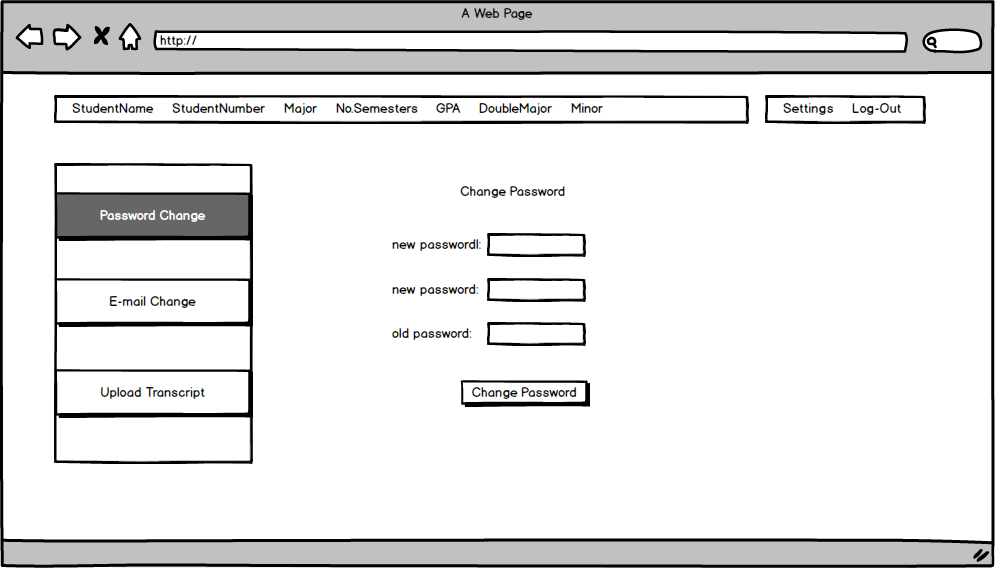 A Web Page
http://
StudentName StudentNumber Major No.Semesters GPA DoubleMajor Minor
Settings Log-Out
Password Change
E-mail Change
Upload Transcript
Change Password
new passwordl:
new password:
old password:
Change Password